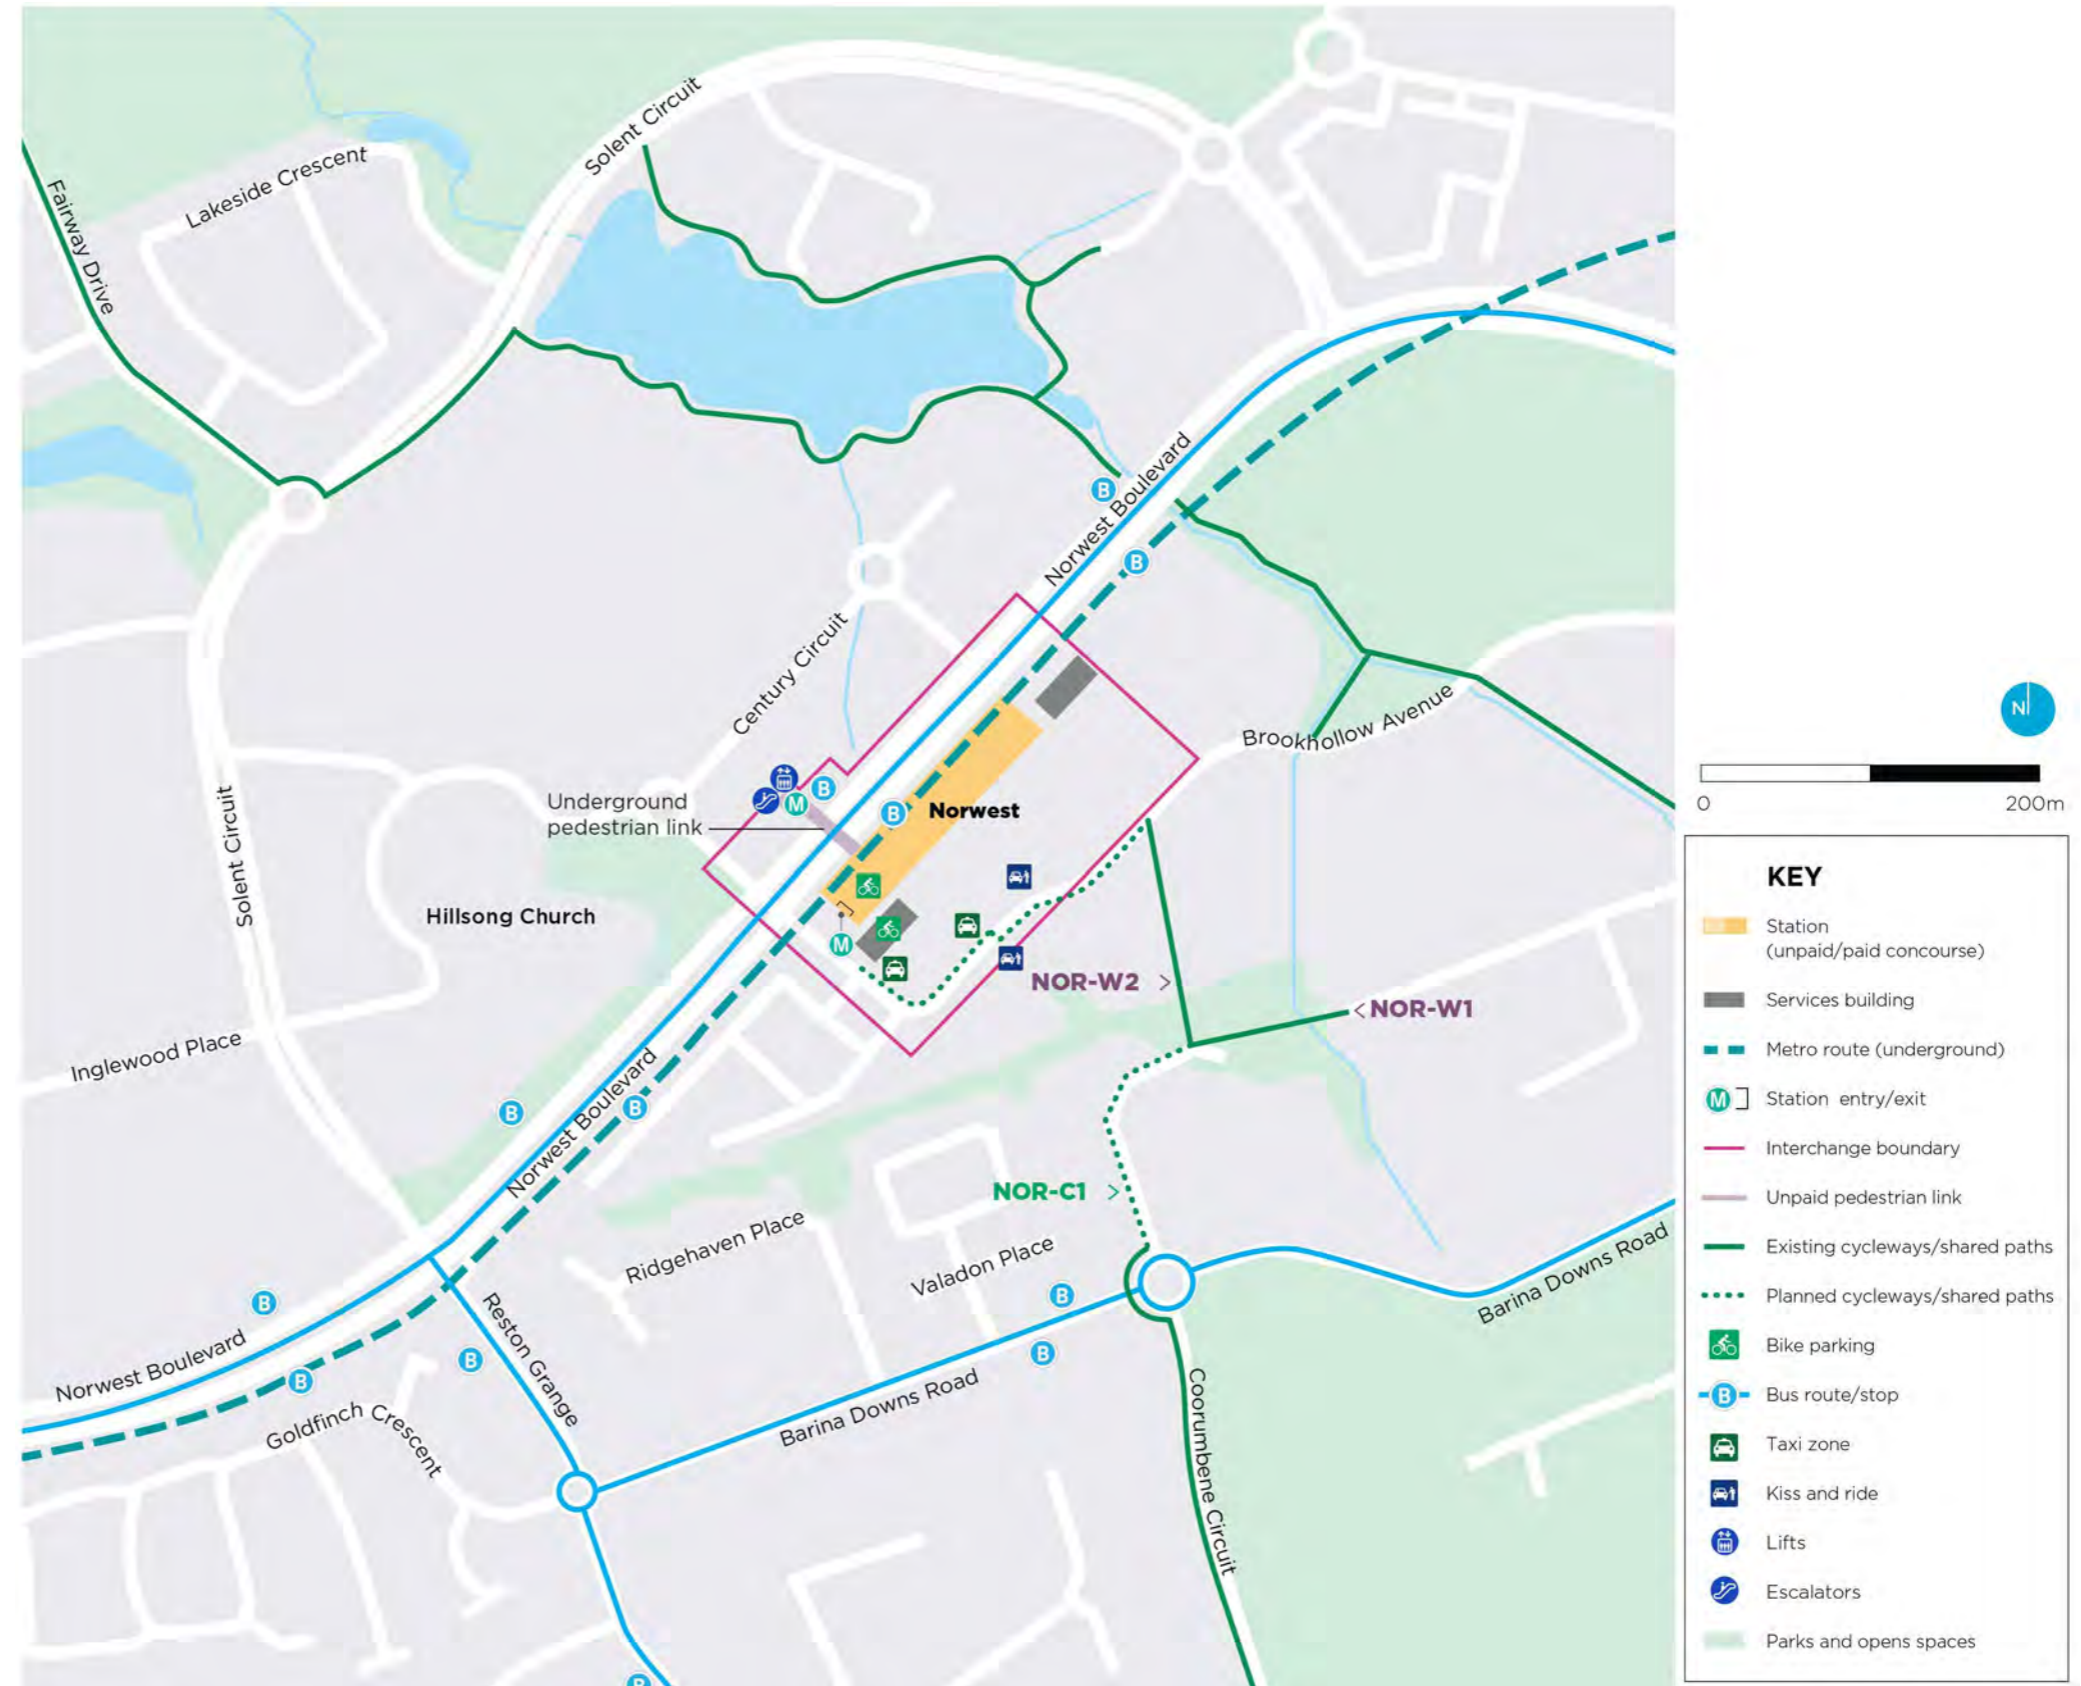 Solent Circuit
Lakeside Crescent
Fairway Drive
Norwest Boulevard
Century Circuit
Brookhollow Avenue
Underground
pedestrian link
B
B
M
B
B
Norwest
M
Solent Circuit
Hillsong Church
NOR-W2 >
< NOR-W1
Inglewood Place
Norwest Boulevard
B
B
NOR-C1 >
Ridgehaven Place
Valadon Place
Barina Downs Road
B
B
B
Reston Grange
Norwest Boulevard
B
B
B
Goldfinch Crescent
Barina Downs Road
Coorumbene Circuit
B
N
0 200m
KEY
Station
(unpaid/paid concourse)
Services building
Metro route (underground)
M Station entry/exit
Interchange boundary
Unpaid pedestrian link
Existing cycleways/shared paths
Planned cycleways/shared paths
Bike parking
B Bus route/stop
Taxi zone
Kiss and ride
Lifts
Escalators
Parks and opens spaces